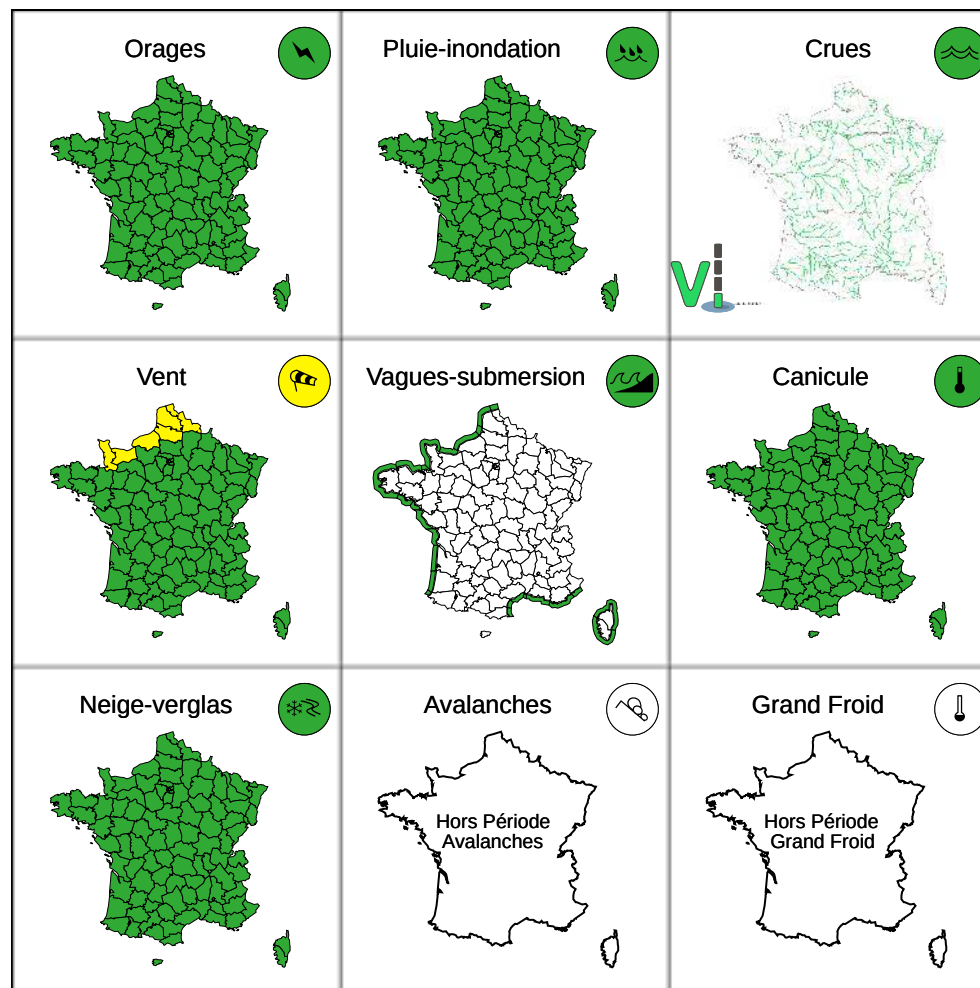 Orages
Pluie-inondation
Crues
Vent
Vagues-submersion
Canicule
Neige-verglas
Avalanches
Grand Froid
Hors Période
Avalanches
Hors Période
Grand Froid